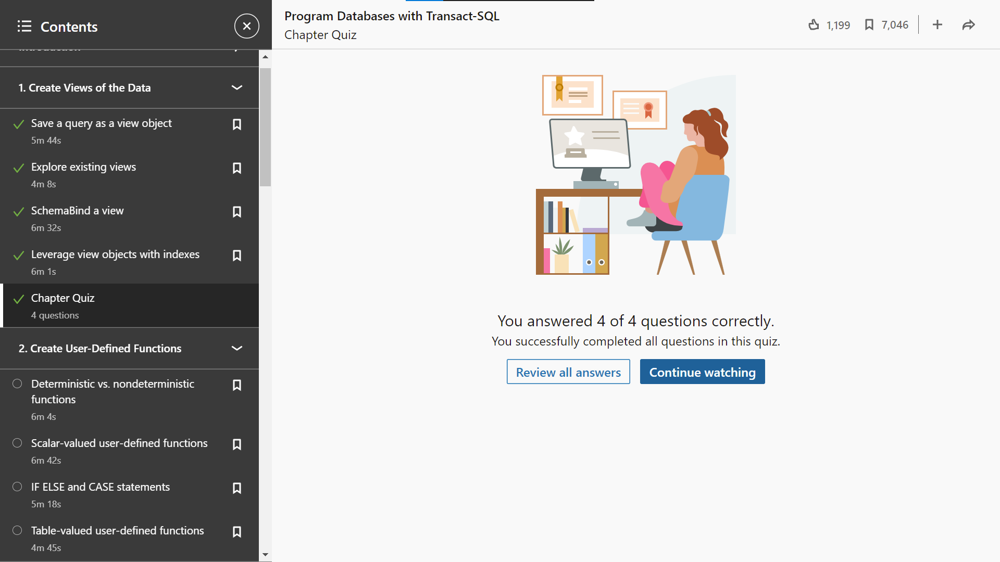 Contents
Program Databases with Transact-SQL
Chapter Quiz
1,199
7,046
1. Create Views of the Data
Save a query as a view object
5m 44s
Explore existing views
4m 8s
SchemaBind a view
6m 32s
Leverage view objects with indexes
6m 1s
Chapter Quiz
4 questions
2. Create User-Defined Functions
Deterministic vs. nondeterministic
functions
6m 4s
Scalar-valued user-defined functions
6m 42s
IF ELSE and CASE statements
5m 18s
Table-valued user-defined functions
4m 45s
You answered 4 of 4 questions correctly.
You successfully completed all questions in this quiz.
Review all answers
Continue watching